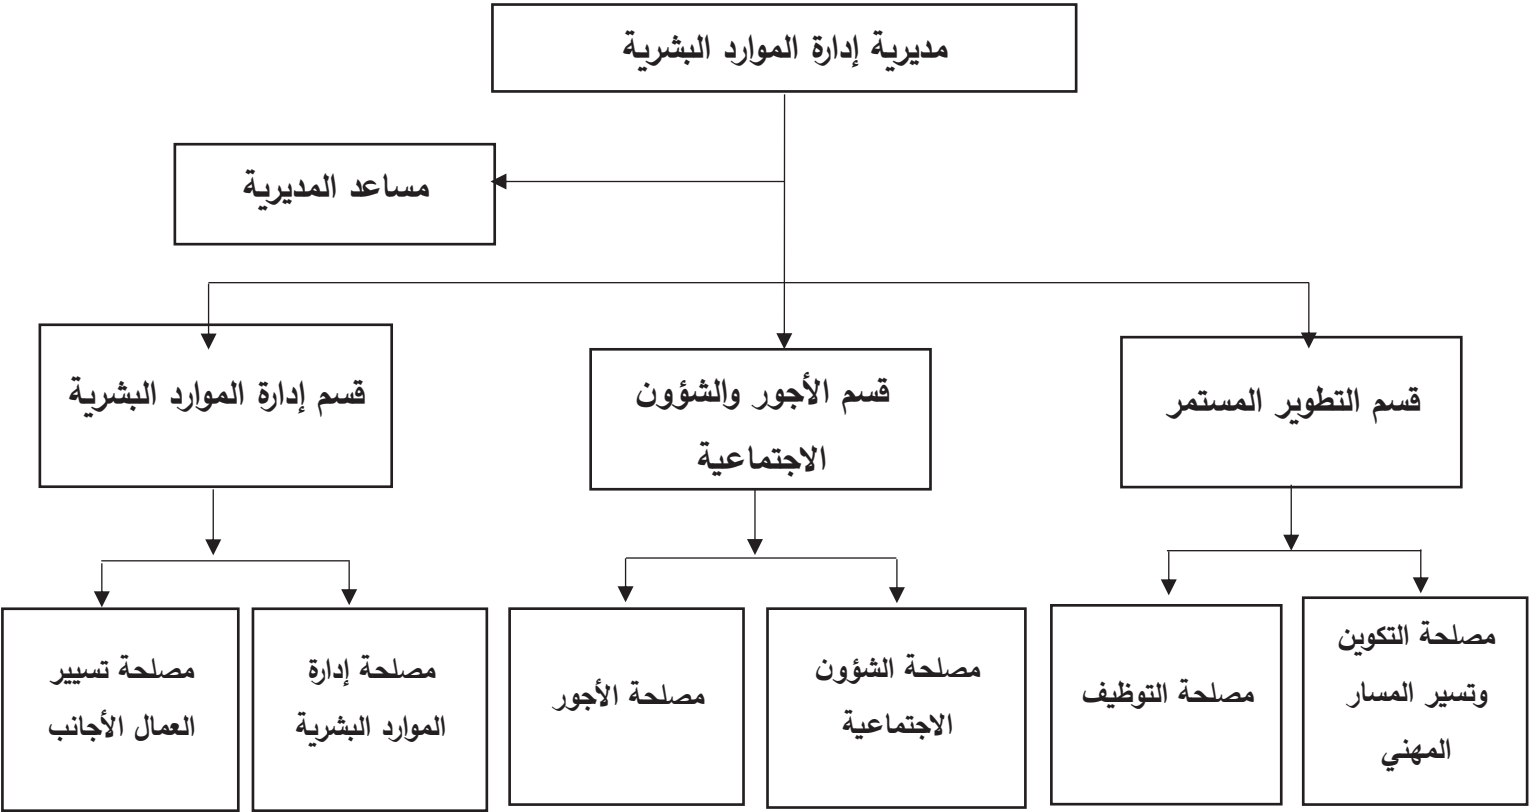 مديرية إدارة الموارد البشرية
مساعد المديرية
قسم التطوير المستمر
قسم الأجور والشؤون
الاجتماعية
قسم إدارة الموارد البشرية
مصلحة التكوين
وتسير المسار
المهني
مصلحة التوظيف
مصلحة الشؤون
الاجتماعية
مصلحة الأجور
مصلحة إدارة
الموارد البشرية
مصلحة تسيير
العمال الأجانب